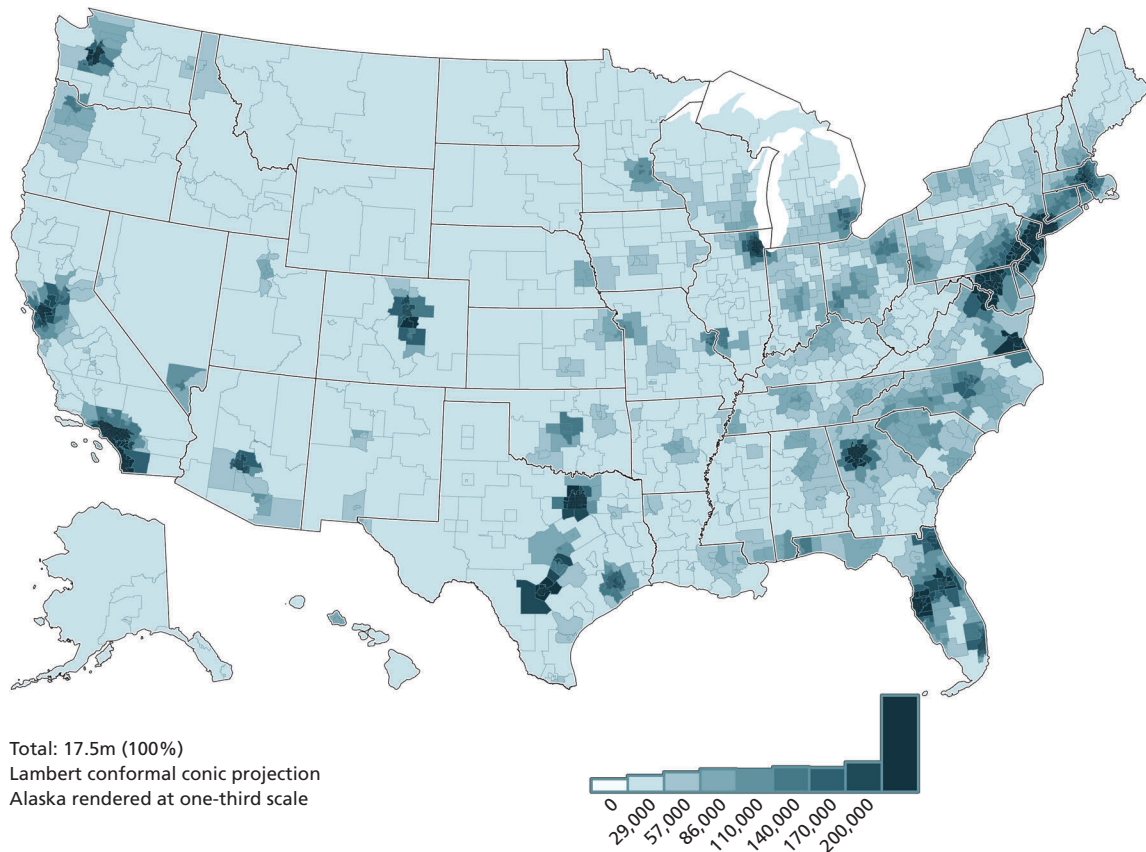 Total: 17.5m (100%)
Lambert conformal conic projection
Alaska rendered at one-third scale
0
29,000
57,000
86,000
110,000
140,000
170,000
200,000